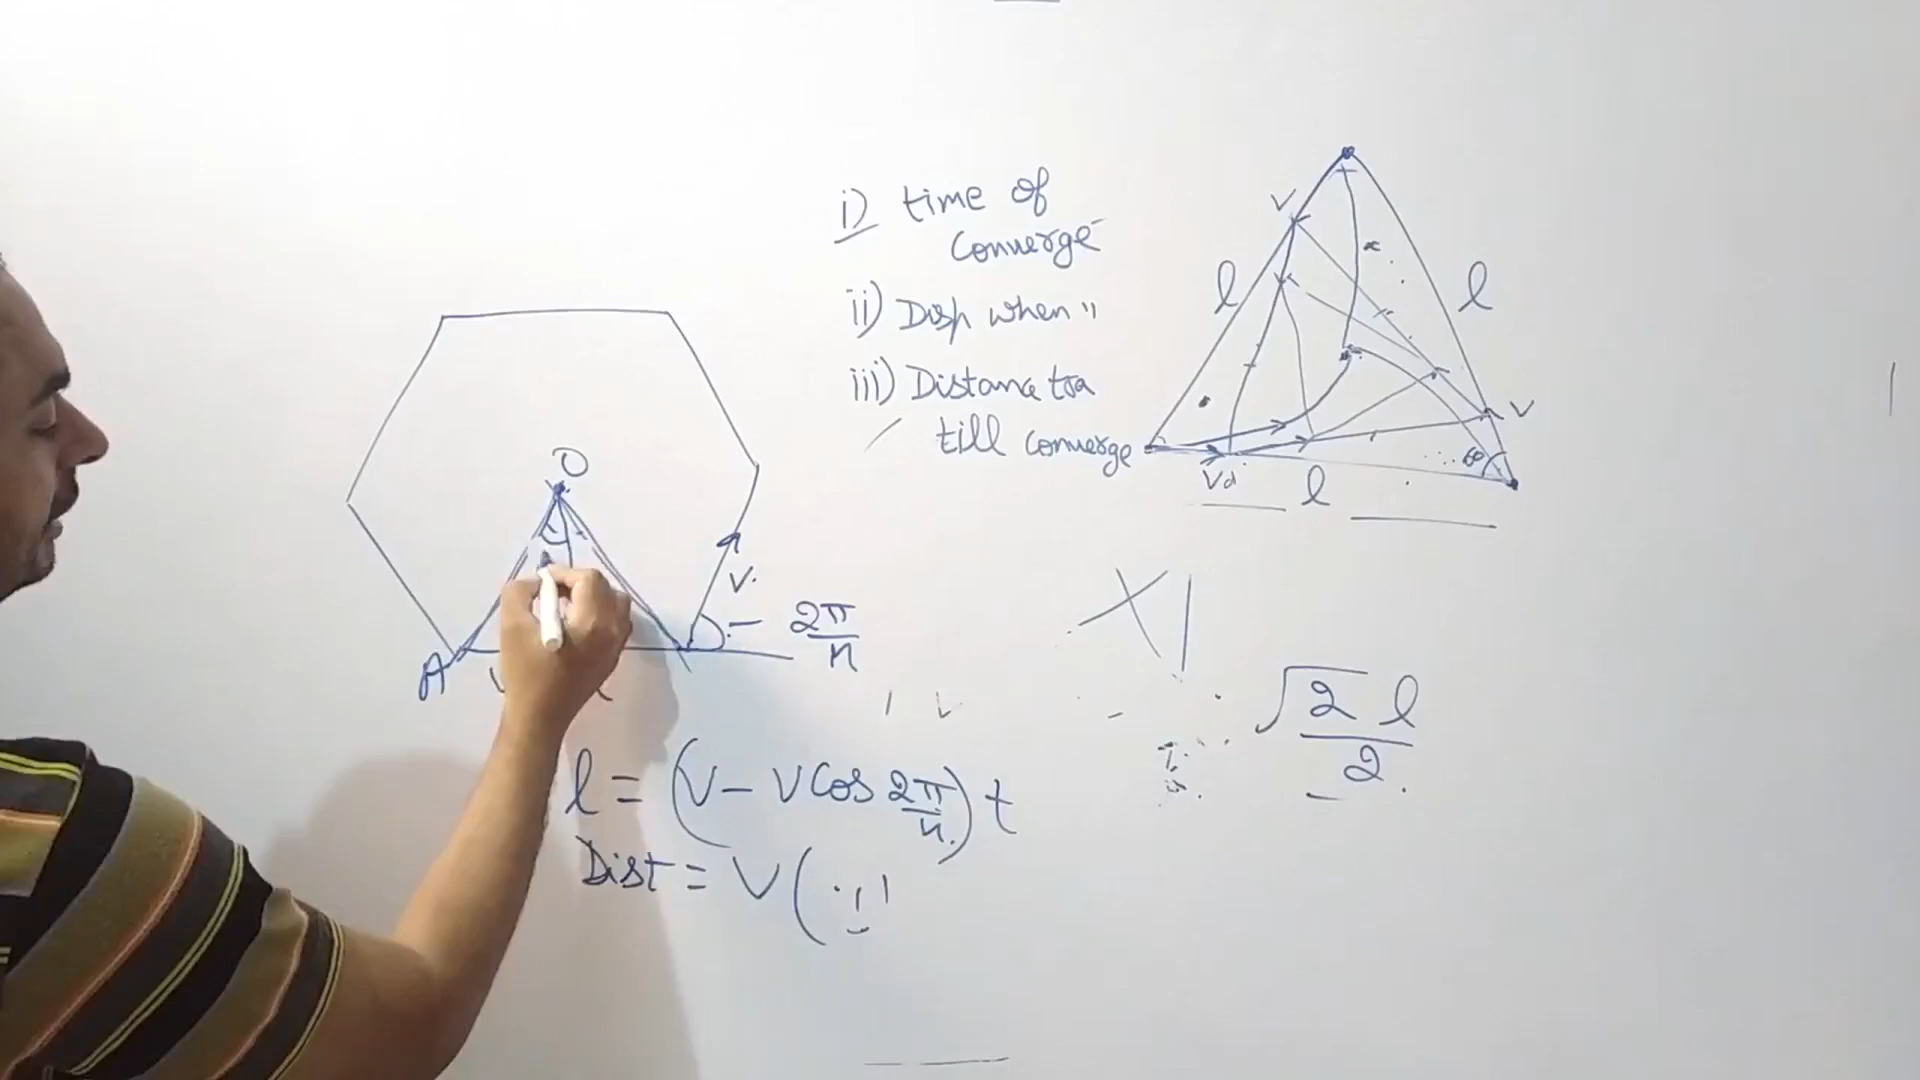 i) time of
converge
ii) Disp when "
iii) Distance tra
till converge
V
l
l
V
60
Vd
l
O
A
V
2π/n
l = (V - V Cos 2π/n) t
Dist = V (
√2 l
2